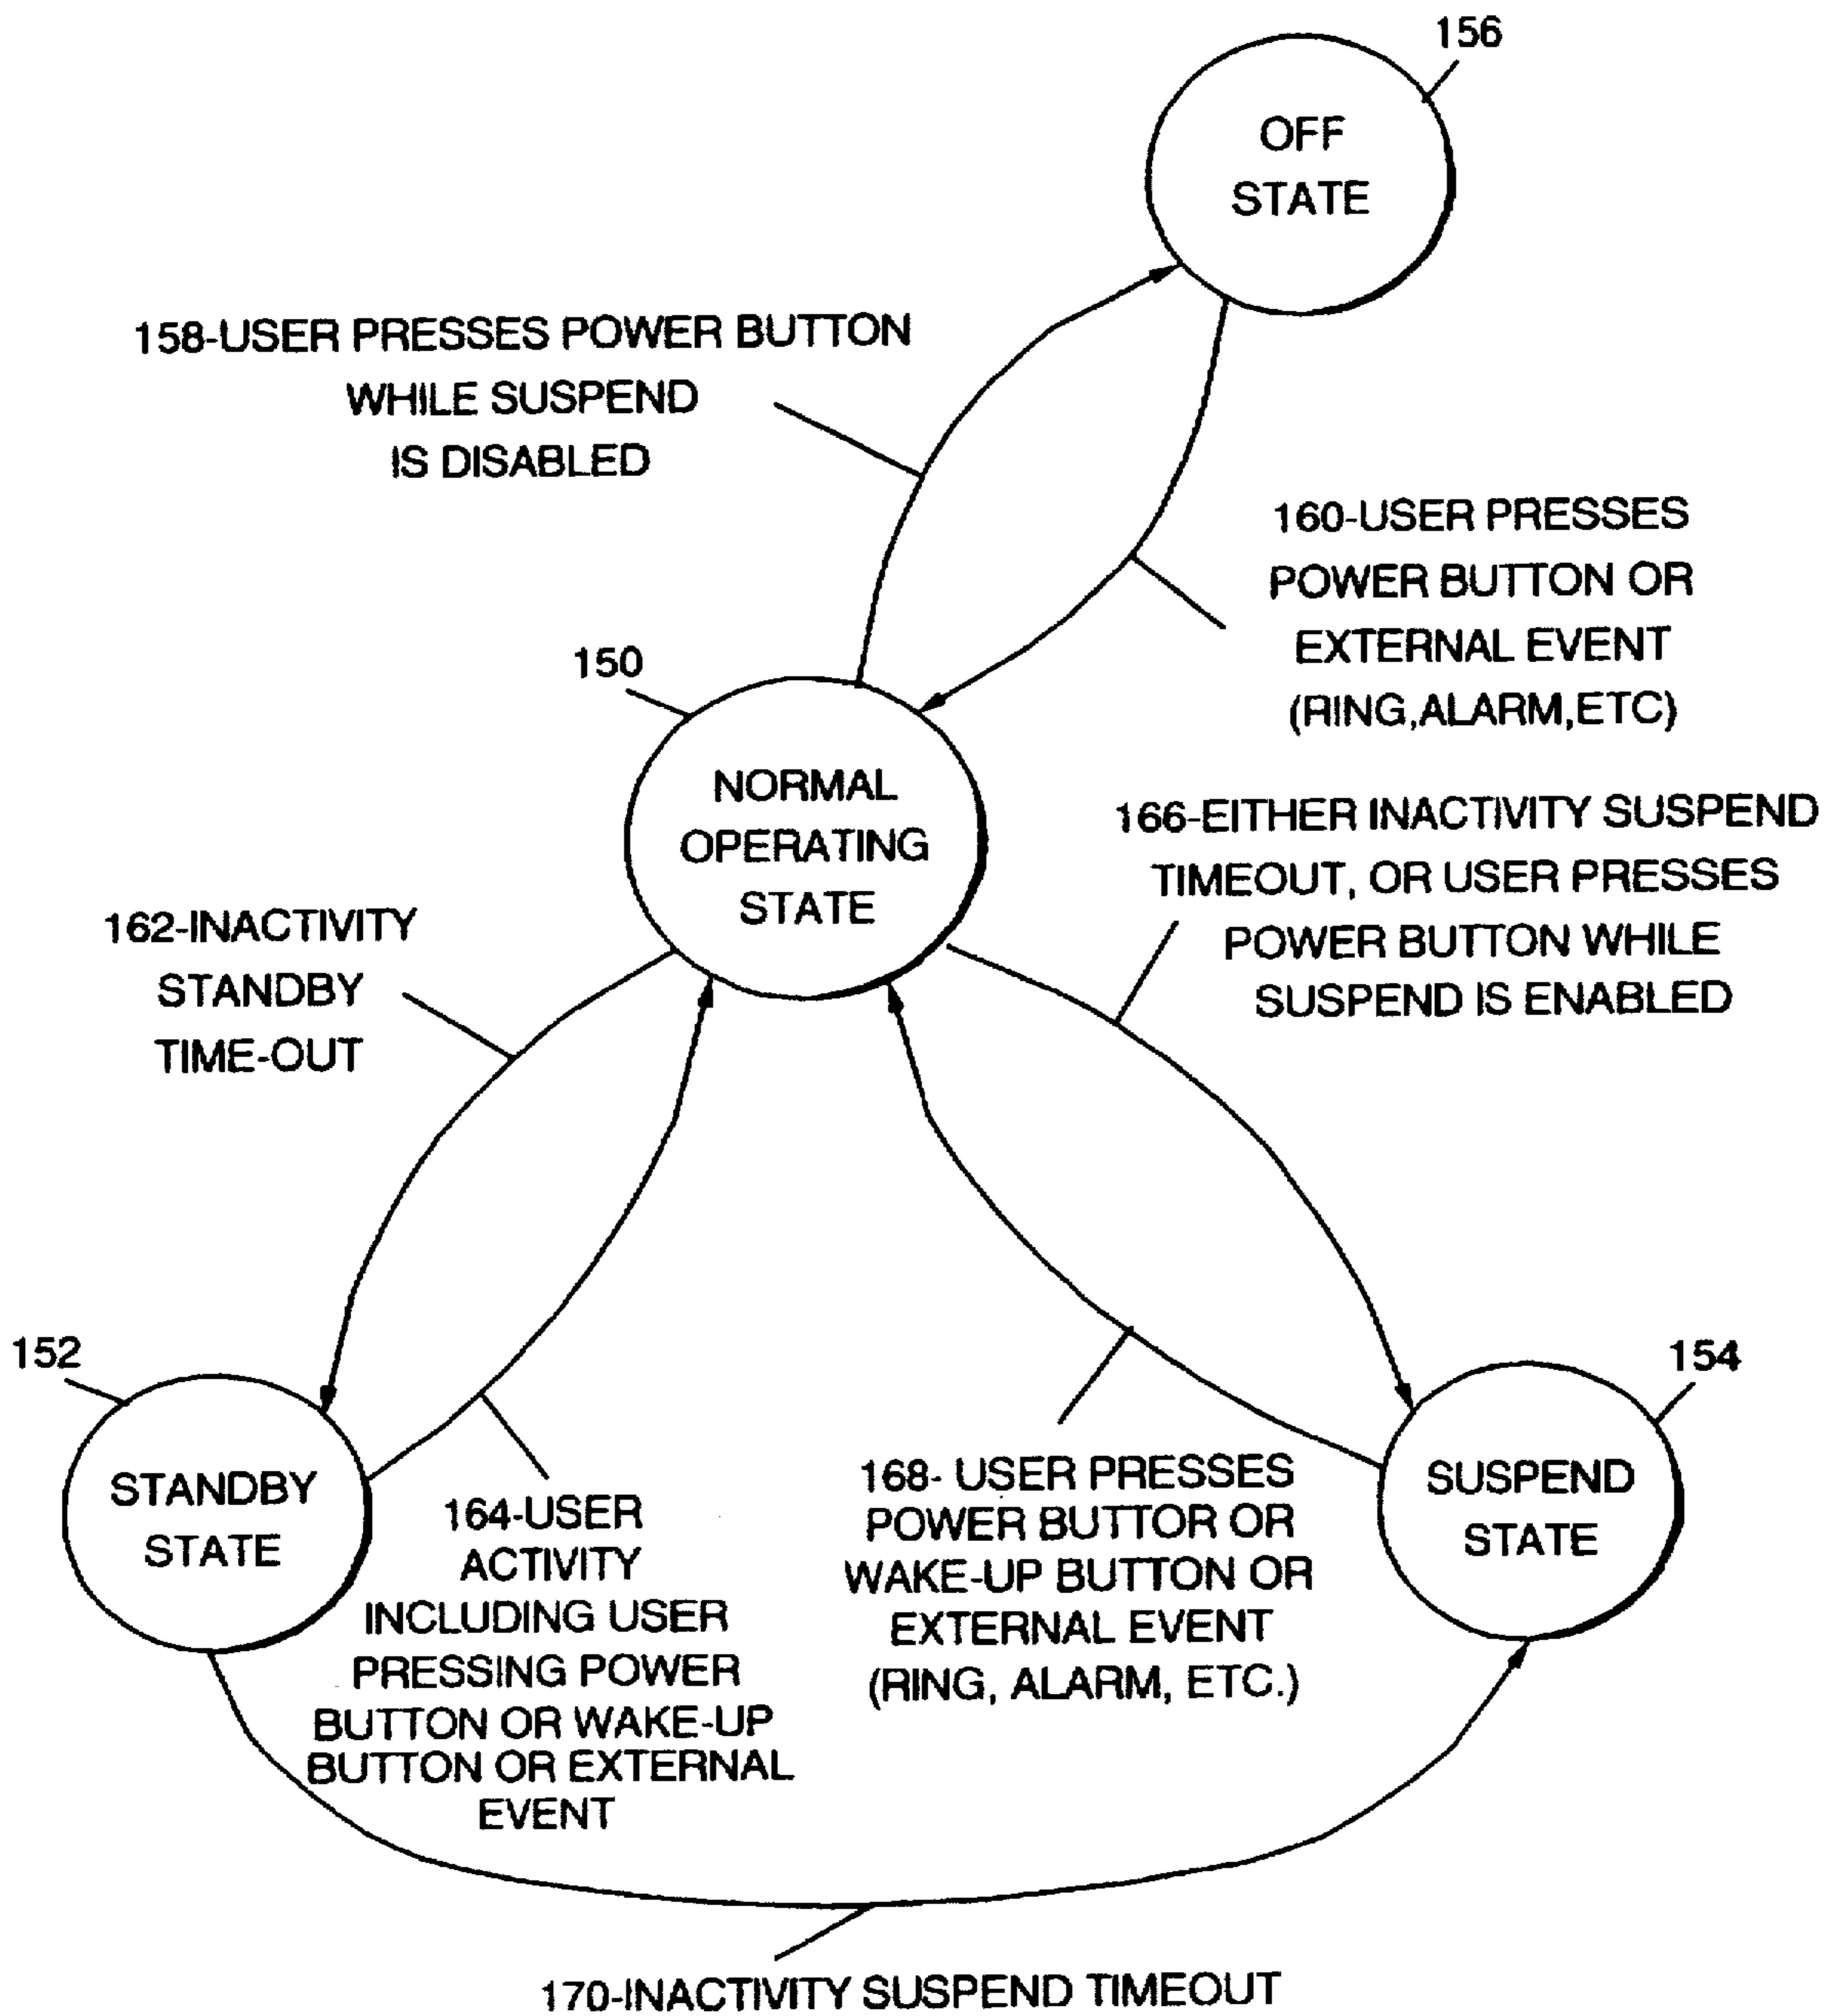 156
OFF
STATE
158-USER PRESSES POWER BUTTON
WHILE SUSPEND
IS DISABLED
160-USER PRESSES
POWER BUTTON OR
EXTERNAL EVENT
(RING,ALARM,ETC)
150
NORMAL
OPERATING
STATE
166-EITHER INACTIVITY SUSPEND
TIMEOUT, OR USER PRESSES
POWER BUTTON WHILE
SUSPEND IS ENABLED
162-INACTIVITY
STANDBY
TIME-OUT
152
STANDBY
STATE
154
SUSPEND
STATE
164-USER
ACTIVITY
INCLUDING USER
PRESSING POWER
BUTTON OR WAKE-UP
BUTTON OR EXTERNAL
EVENT
168- USER PRESSES
POWER BUTTOR OR
WAKE-UP BUTTON OR
EXTERNAL EVENT
(RING, ALARM, ETC.)
170-INACTIVITY SUSPEND TIMEOUT